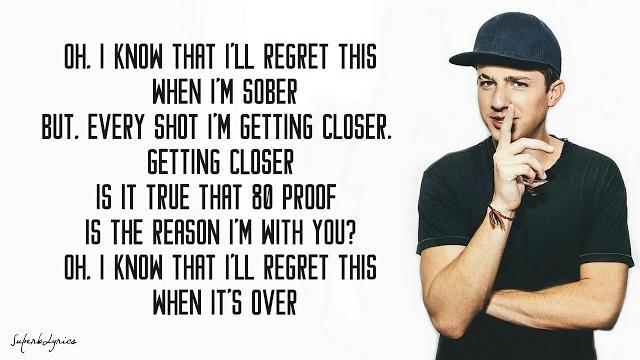 OH. I KNOW THAT I'LL REGRET THIS
WHEN I'M SOBER
BUT. EVERY SHOT I'M GETTING CLOSER.
GETTING CLOSER
IS IT TRUE THAT 80 PROOF
IS THE REASON I'M WITH YOU?
OH. I KNOW THAT I'LL REGRET THIS
WHEN IT'S OVER
SuperbLyrics